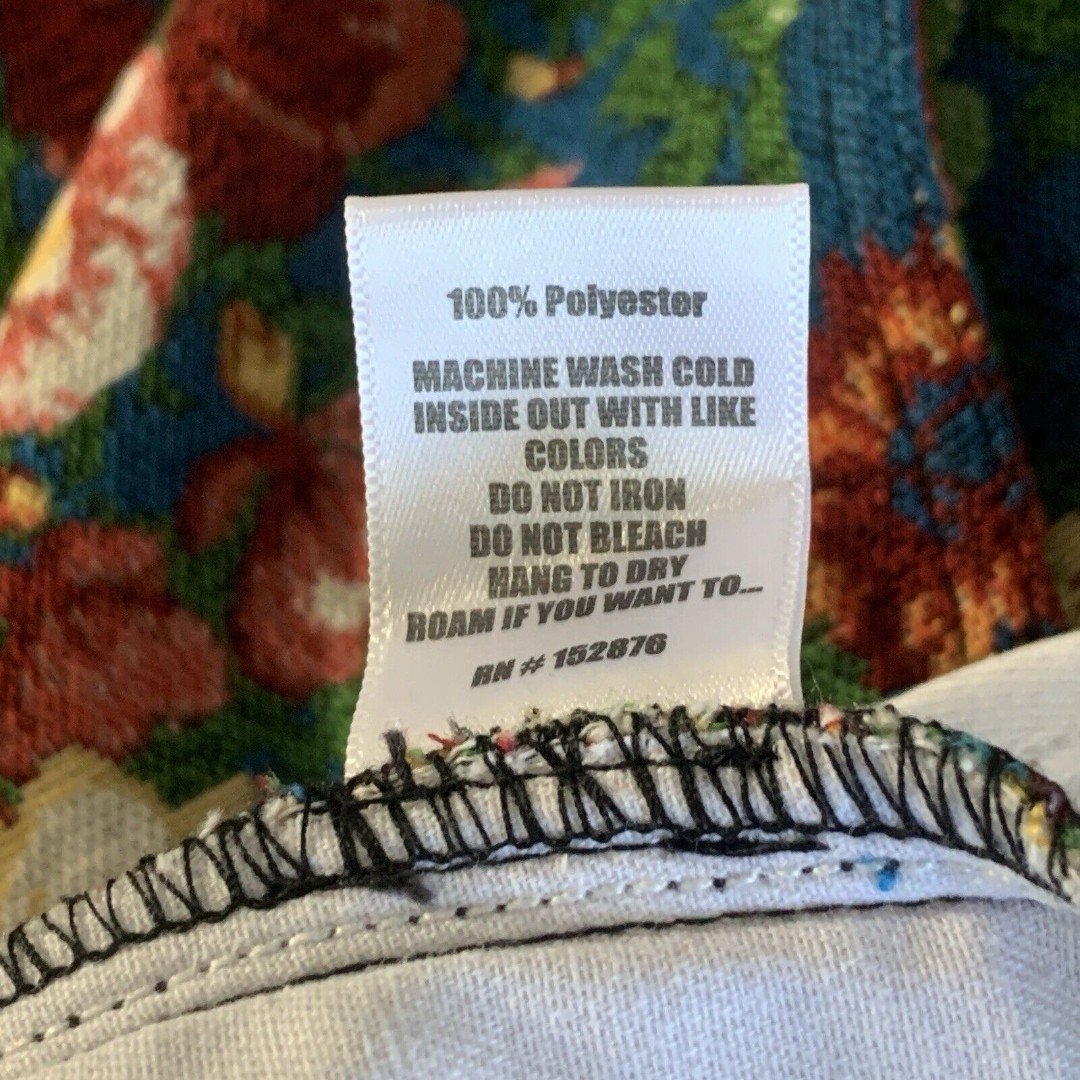 100% Polyester
MACHINE WASH COLD
INSIDE OUT WITH LIKE
COLORS
DO NOT IRON
DO NOT BLEACH
HANG TO DRY
ROAM IF YOU WANT TO...
RN # 152876